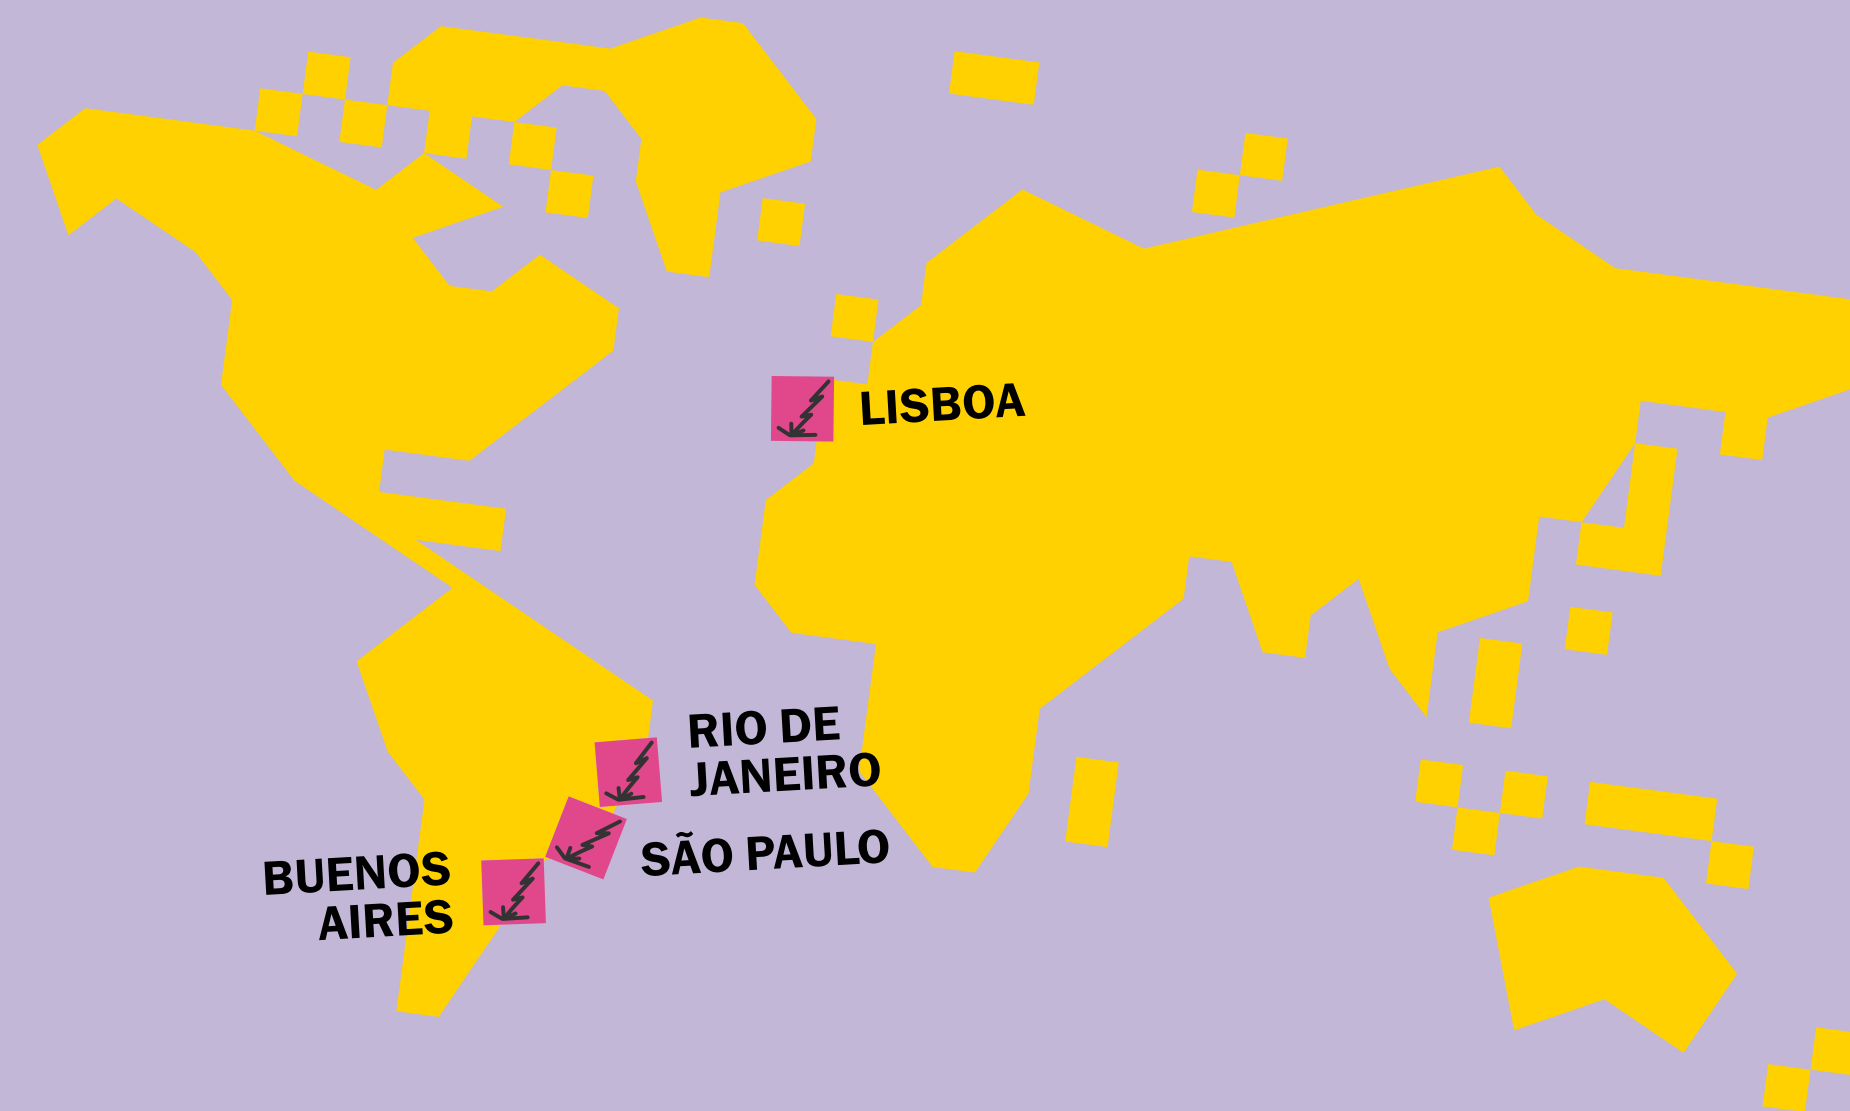 LISBOA
RIO DE
JANEIRO
SÃO PAULO
BUENOS
AIRES